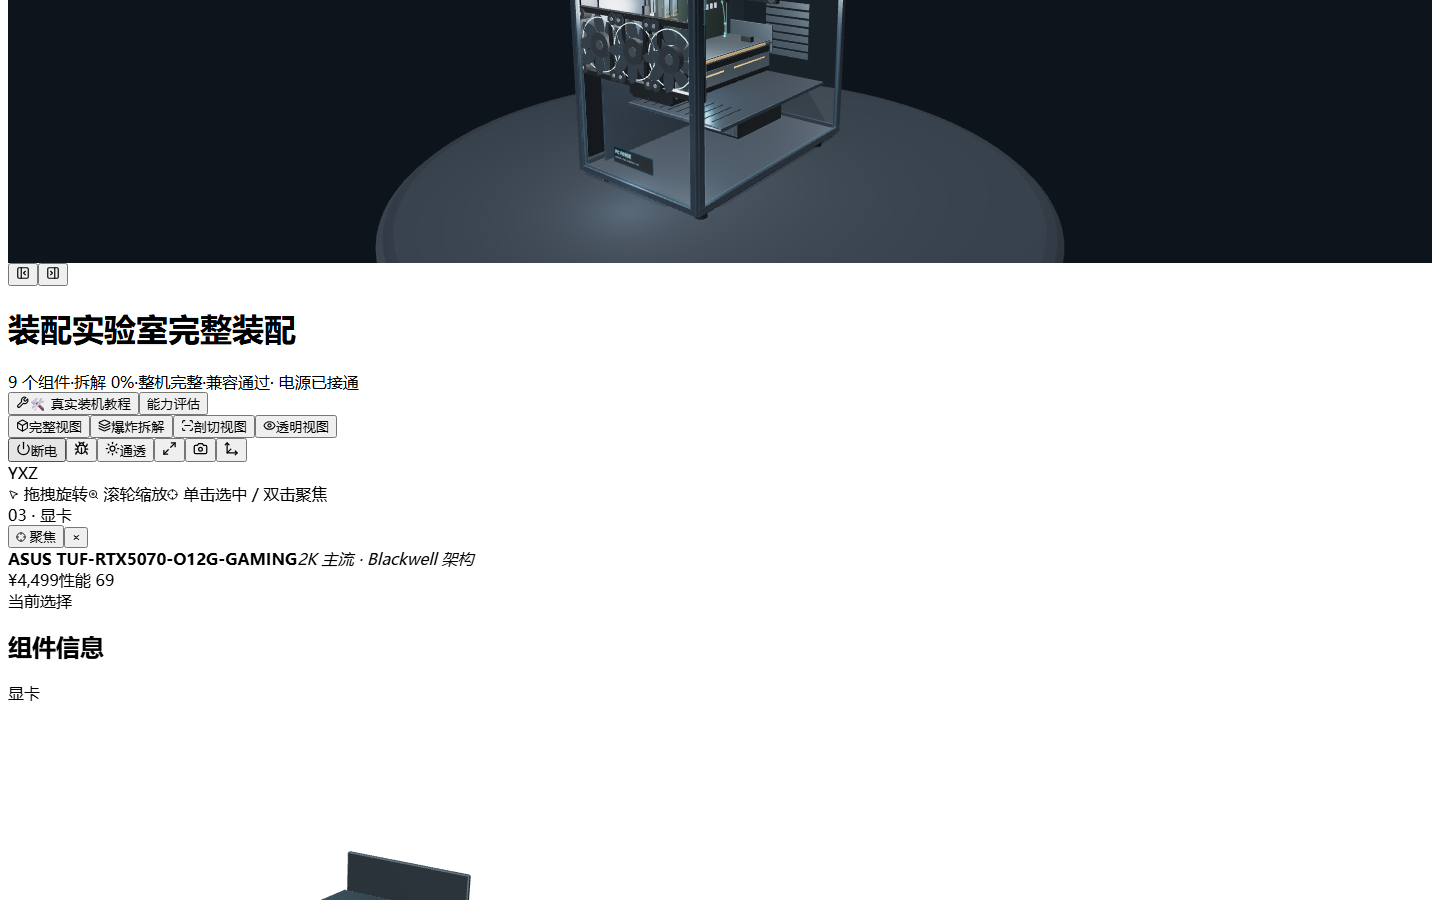 装配实验室完整装配
9 个组件·拆解 0%·整机完整·兼容通过· 电源已接通
🛠️ 真实装机教程 能力评估
完整视图 爆炸拆解 剖切视图 透明视图
断电 通透
YXZ
拖拽旋转 滚轮缩放 单击选中 / 双击聚焦
03 · 显卡
聚焦 ×
ASUS TUF-RTX5070-O12G-GAMING2K 主流 · Blackwell 架构
¥4,499性能 69
当前选择
组件信息
显卡